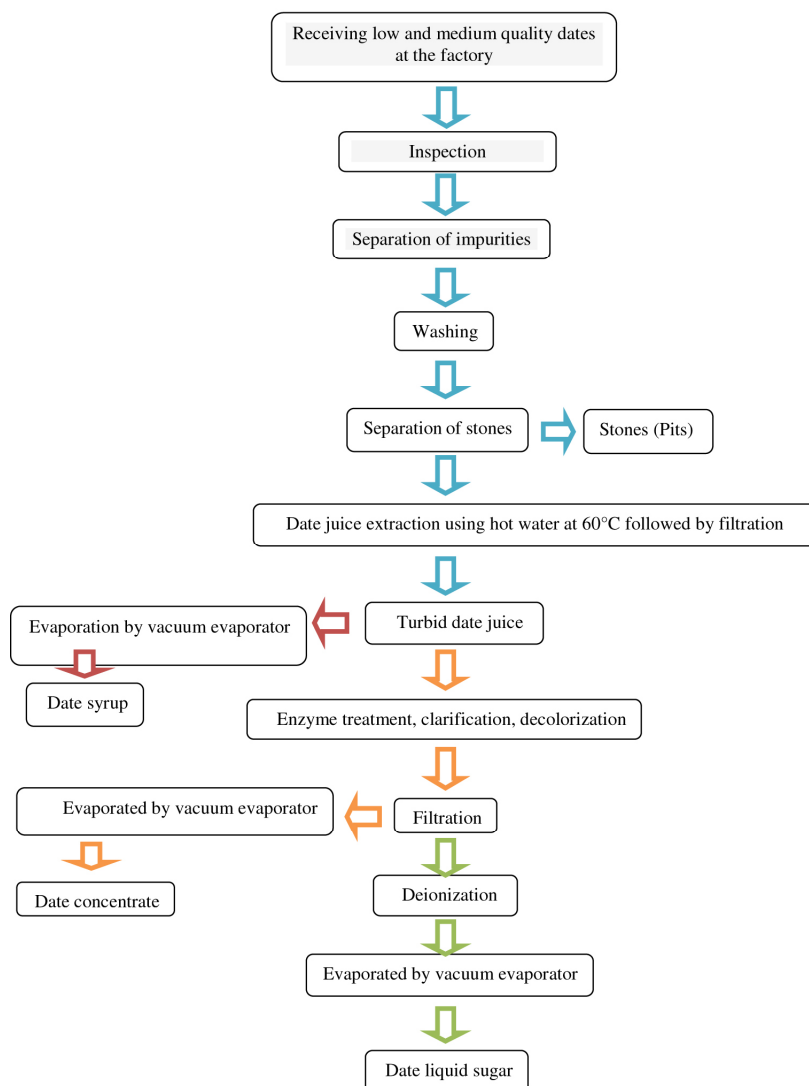 Receiving low and medium quality dates
at the factory
Inspection
Separation of impurities
Washing
Separation of stones
Stones (Pits)
Date juice extraction using hot water at 60°C followed by filtration
Turbid date juice
Evaporation by vacuum evaporator
Date syrup
Enzyme treatment, clarification, decolorization
Filtration
Evaporated by vacuum evaporator
Date concentrate
Deionization
Evaporated by vacuum evaporator
Date liquid sugar